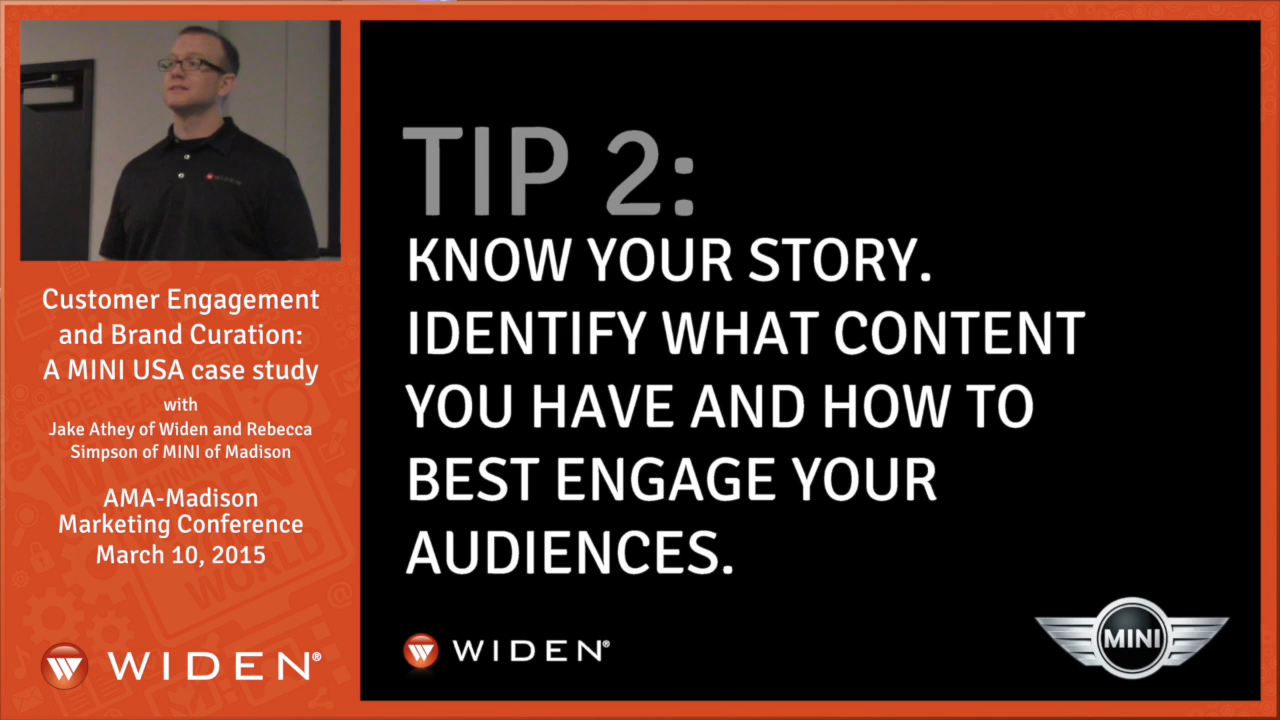 WIDEN
Customer Engagement
and Brand Curation:
A MINI USA case study
with
Jake Athey of Widen and Rebecca
Simpson of MINI of Madison
AMA-Madison
Marketing Conference
March 10, 2015
WIDEN®
TIP 2:
KNOW YOUR STORY.
IDENTIFY WHAT CONTENT
YOU HAVE AND HOW TO
BEST ENGAGE YOUR
AUDIENCES.
WIDEN®
MINI